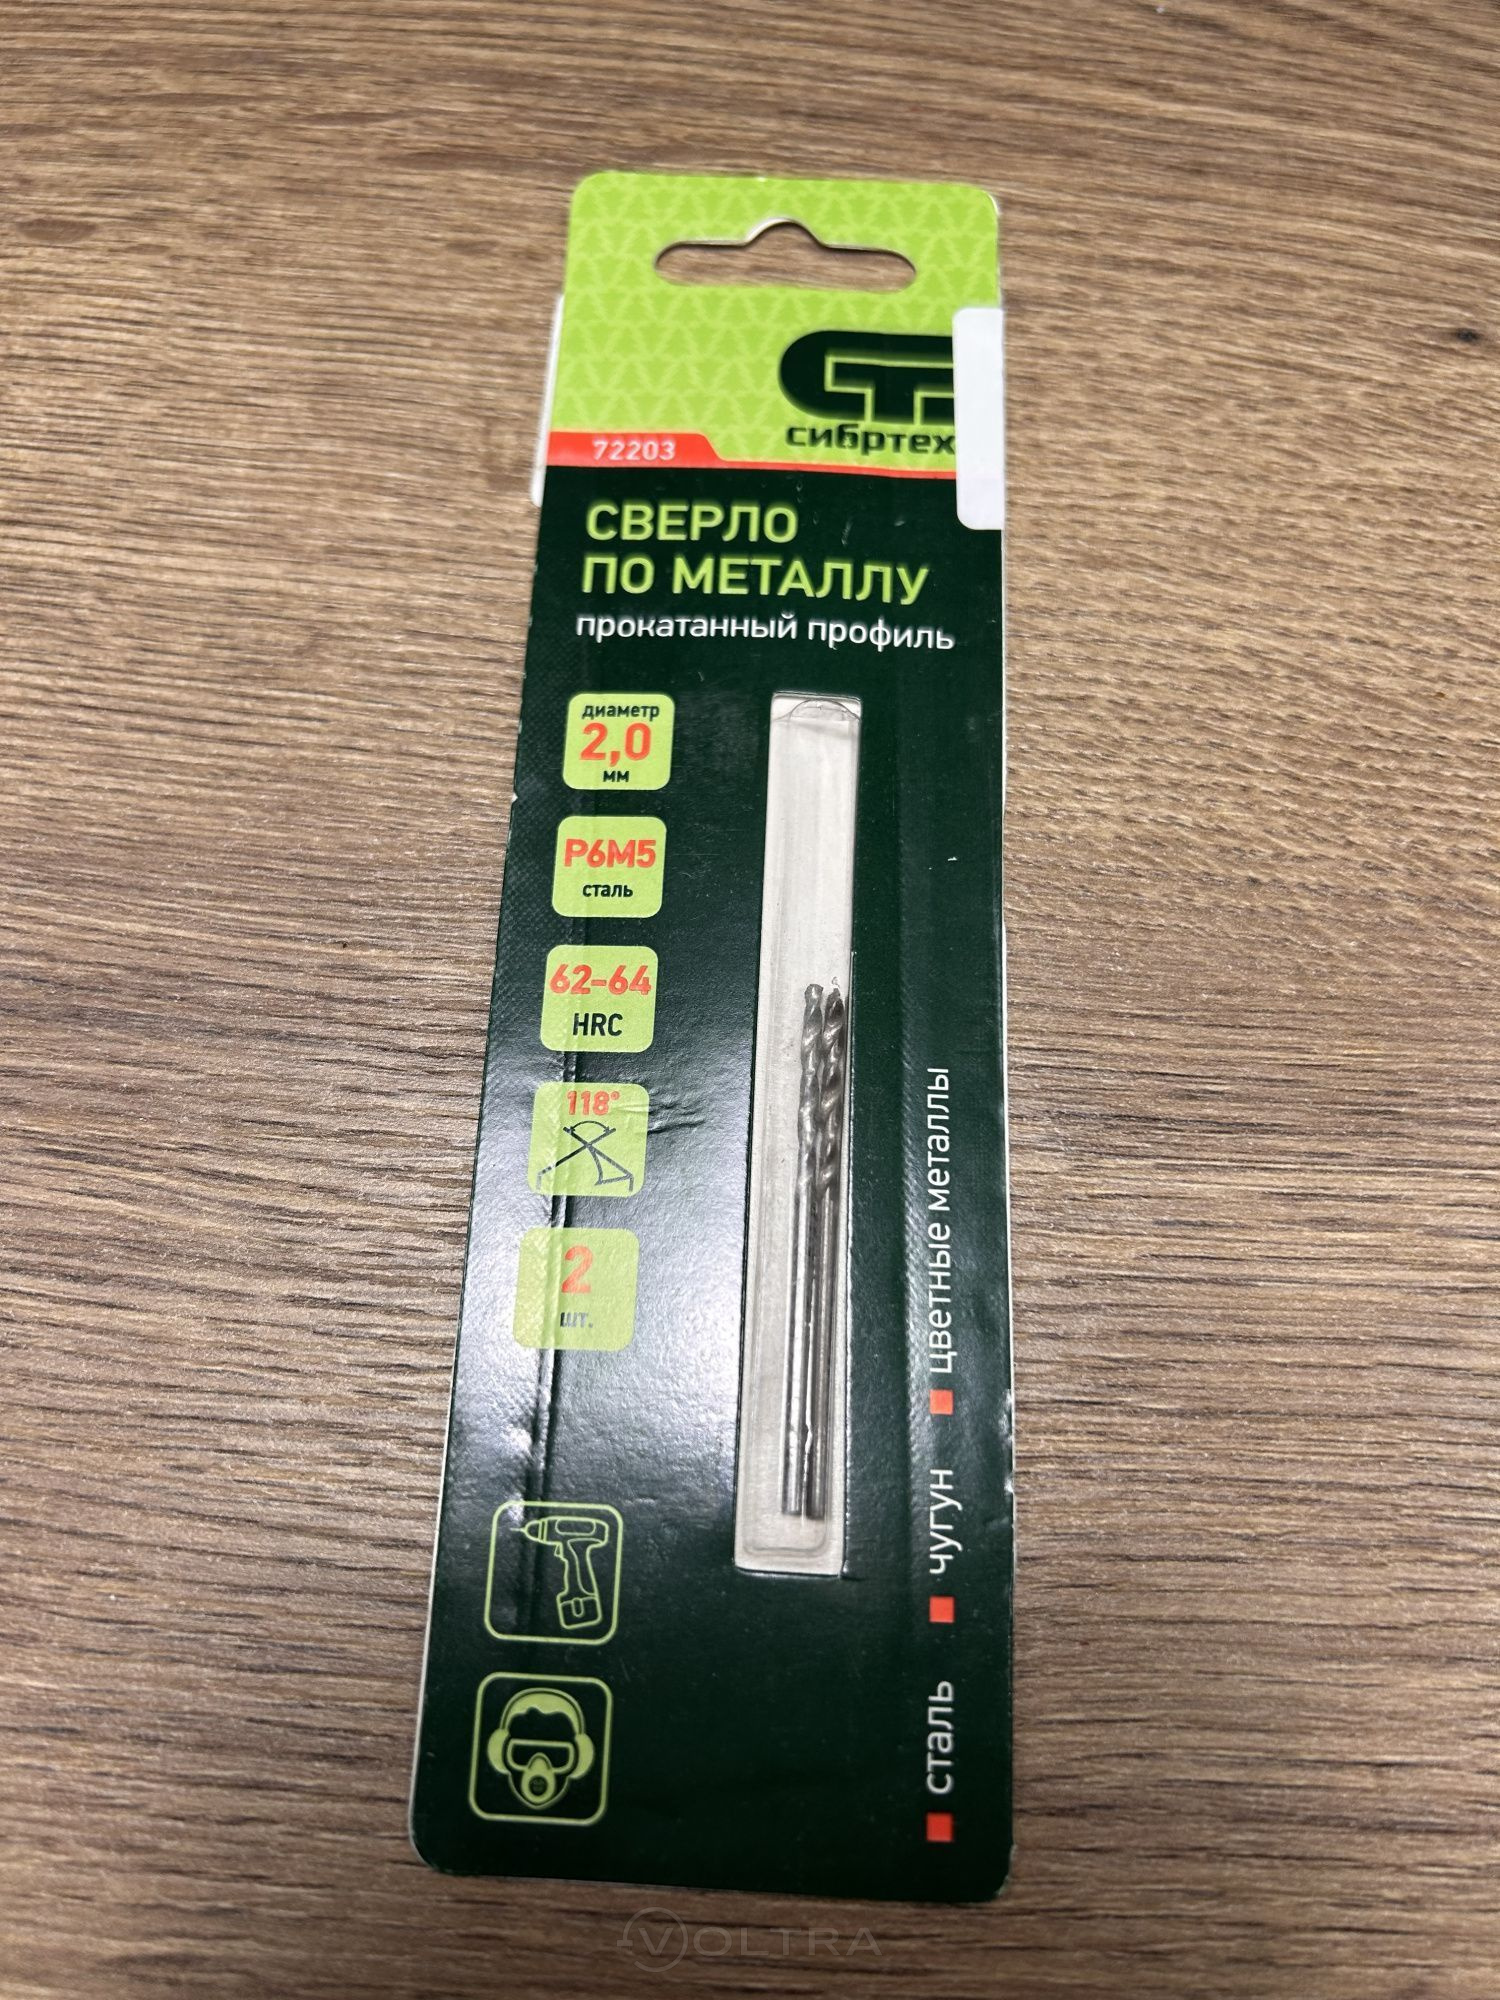 сибртех
72203
СВЕРЛО
ПО МЕТАЛЛУ
прокатанный профиль
диаметр
2,0
мм
Р6М5
сталь
62-64
HRC
118°
2
шт.
сталь ■ чугун ■ цветные металлы
VOLTRA